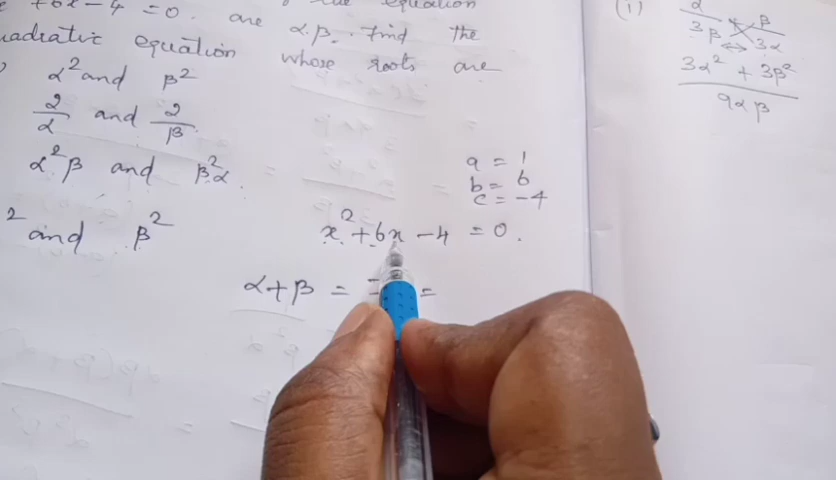 + 6x - 4 = 0. are
equation
quadratic equation
α, β. Find the
whose roots are
α² and β²
2/α and 2/β
α²β and β²α.
² and β²
a = 1
b = 6
c = -4
x² + 6x - 4 = 0.
α + β = =
(i) α/3β β/3α
3α² + 3β²
9αβ